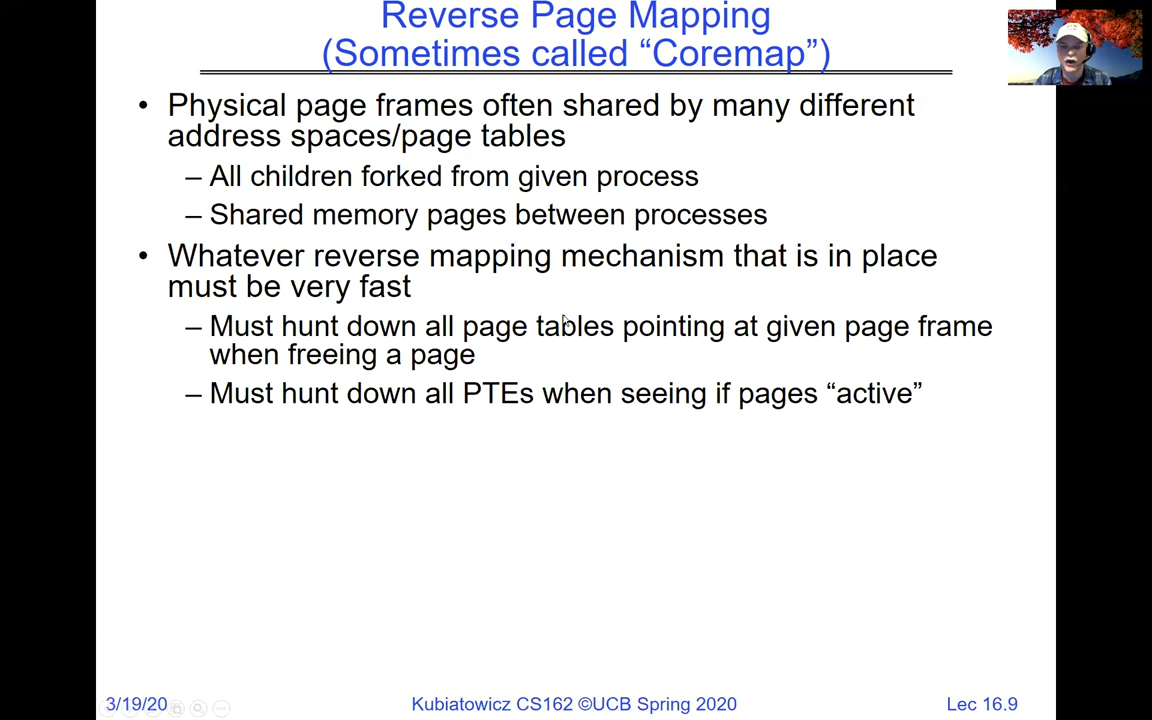 Reverse Page Mapping
(Sometimes called “Coremap”)
• Physical page frames often shared by many different
address spaces/page tables
– All children forked from given process
– Shared memory pages between processes
• Whatever reverse mapping mechanism that is in place
must be very fast
– Must hunt down all page tables pointing at given page frame
when freeing a page
– Must hunt down all PTEs when seeing if pages “active”
3/19/20
Kubiatowicz CS162 ©UCB Spring 2020
Lec 16.9